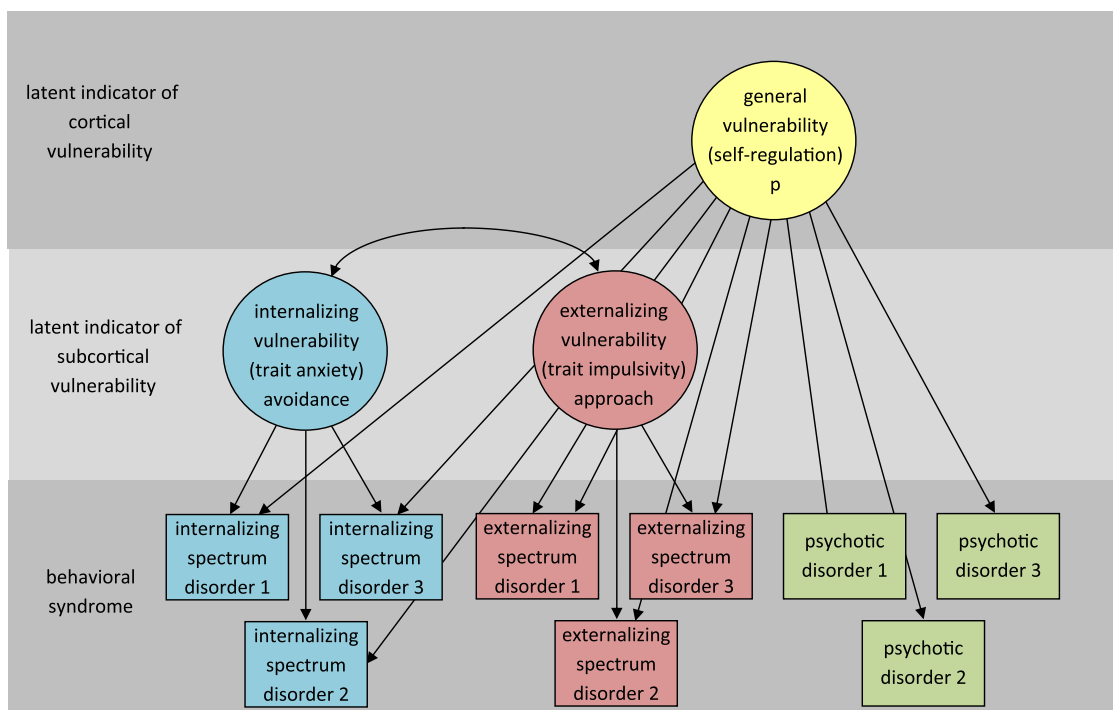 latent indicator of
cortical
vulnerability
general
vulnerability
(self-regulation)
p
latent indicator of
subcortical
vulnerability
internalizing
vulnerability
(trait anxiety)
avoidance
externalizing
vulnerability
(trait impulsivity)
approach
behavioral
syndrome
internalizing
spectrum
disorder 1
internalizing
spectrum
disorder 3
externalizing
spectrum
disorder 1
externalizing
spectrum
disorder 3
psychotic
disorder 1
psychotic
disorder 3
internalizing
spectrum
disorder 2
externalizing
spectrum
disorder 2
psychotic
disorder 2